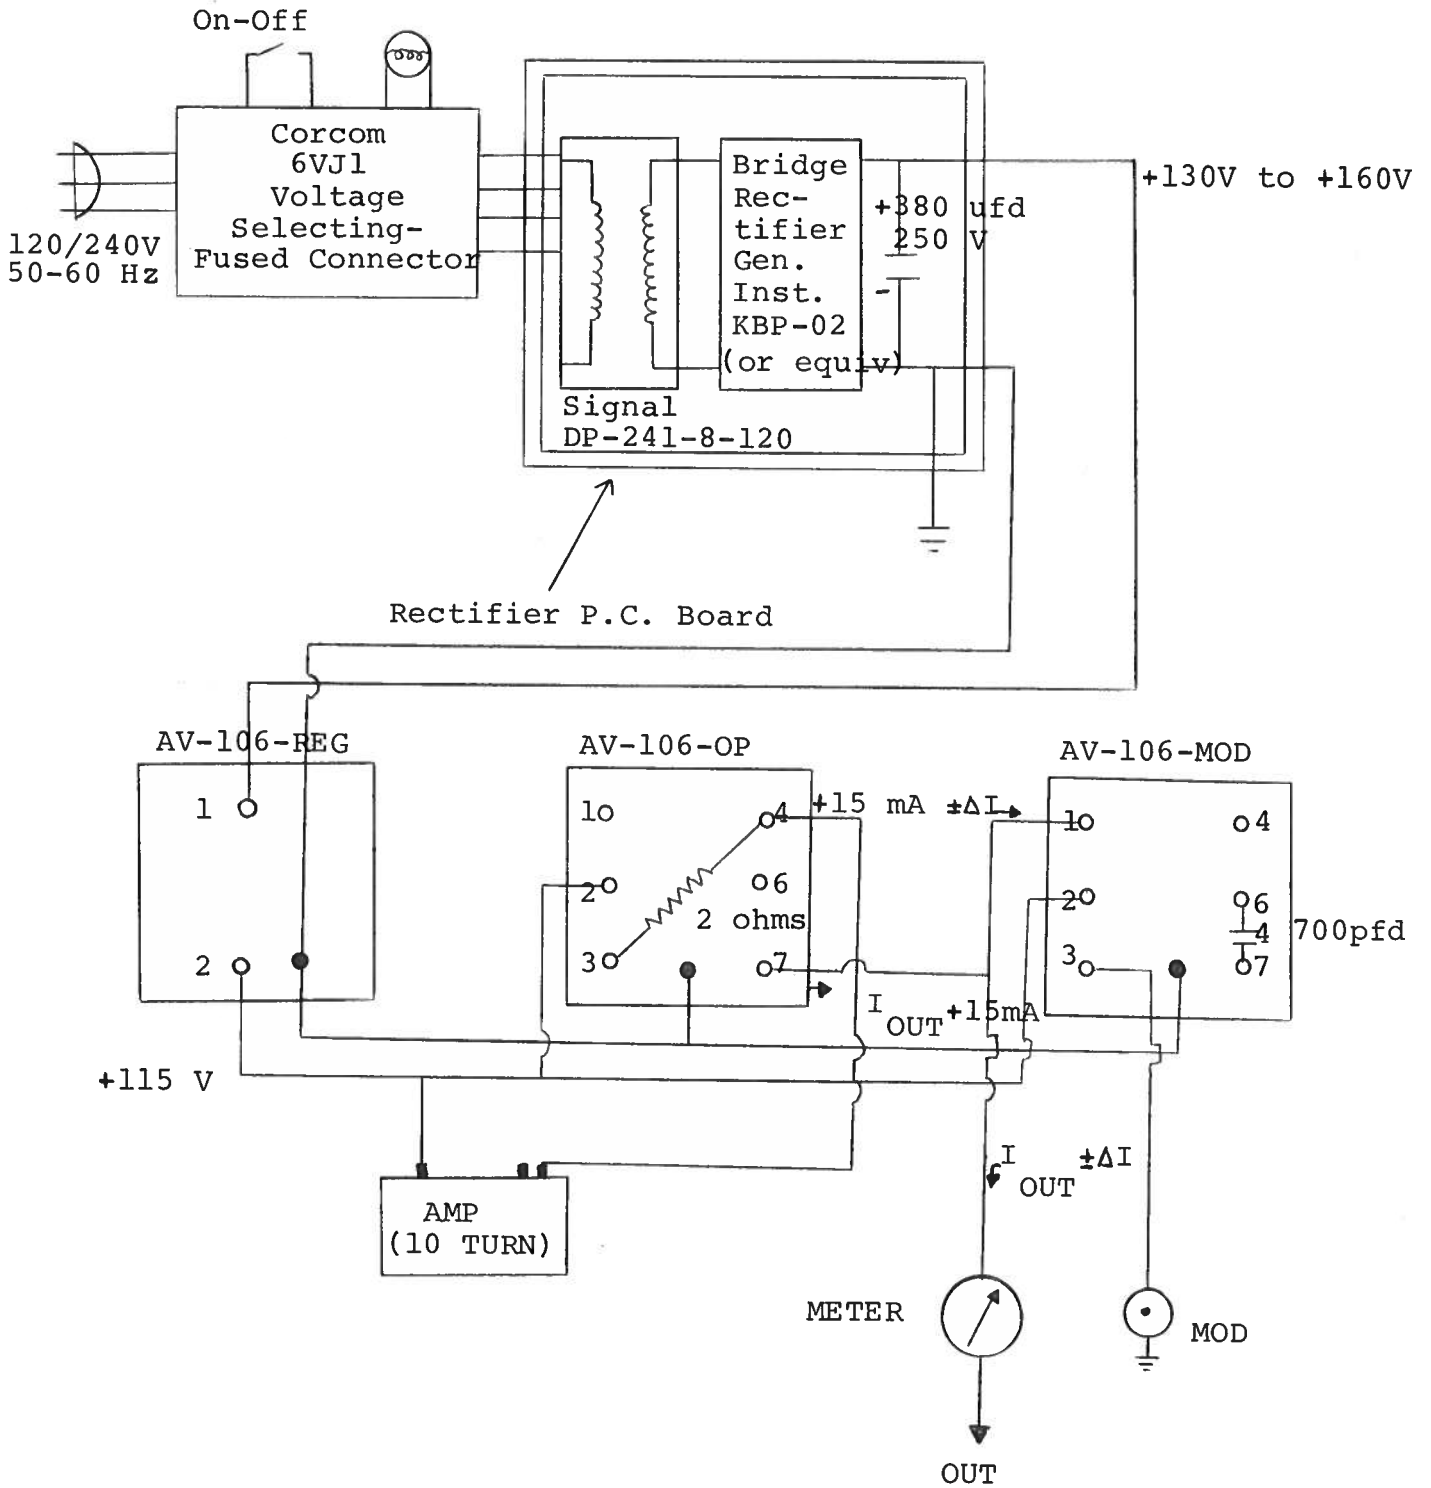 On-Off
Corcom
6VJ1
Voltage
Selecting-
Fused Connector
120/240V
50-60 Hz
Bridge
Rec-
tifier
Gen.
Inst.
KBP-02
(or equiv)
+380 ufd
250 V
-
+130V to +160V
Signal
DP-241-8-120
Rectifier P.C. Board
AV-106-REG
1
2
AV-106-OP
1
2
3
4
6
7
2 ohms
+15 mA ±ΔI
AV-106-MOD
1
2
3
4
6
4
7
700pfd
I OUT +15mA
+115 V
I OUT ±ΔI
AMP
(10 TURN)
METER
MOD
OUT